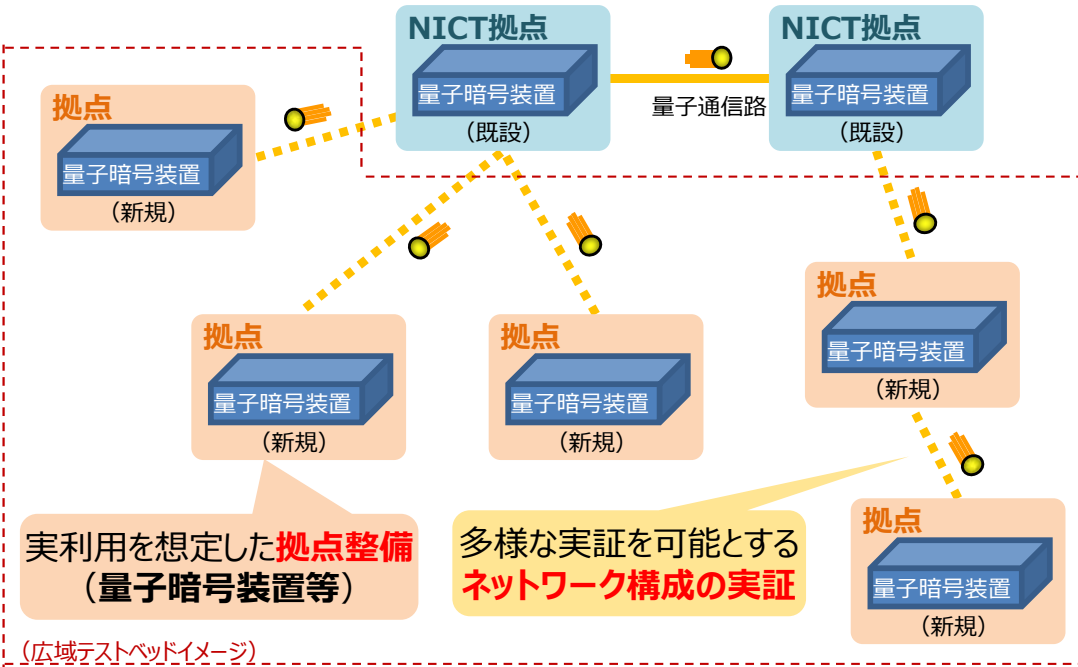 NICT拠点
量子暗号装置
（既設）
量子通信路
NICT拠点
量子暗号装置
（既設）
拠点
量子暗号装置
（新規）
拠点
量子暗号装置
（新規）
拠点
量子暗号装置
（新規）
拠点
量子暗号装置
（新規）
拠点
量子暗号装置
（新規）
実利用を想定した拠点整備
（量子暗号装置等）
多様な実証を可能とする
ネットワーク構成の実証
（広域テストベッドイメージ）